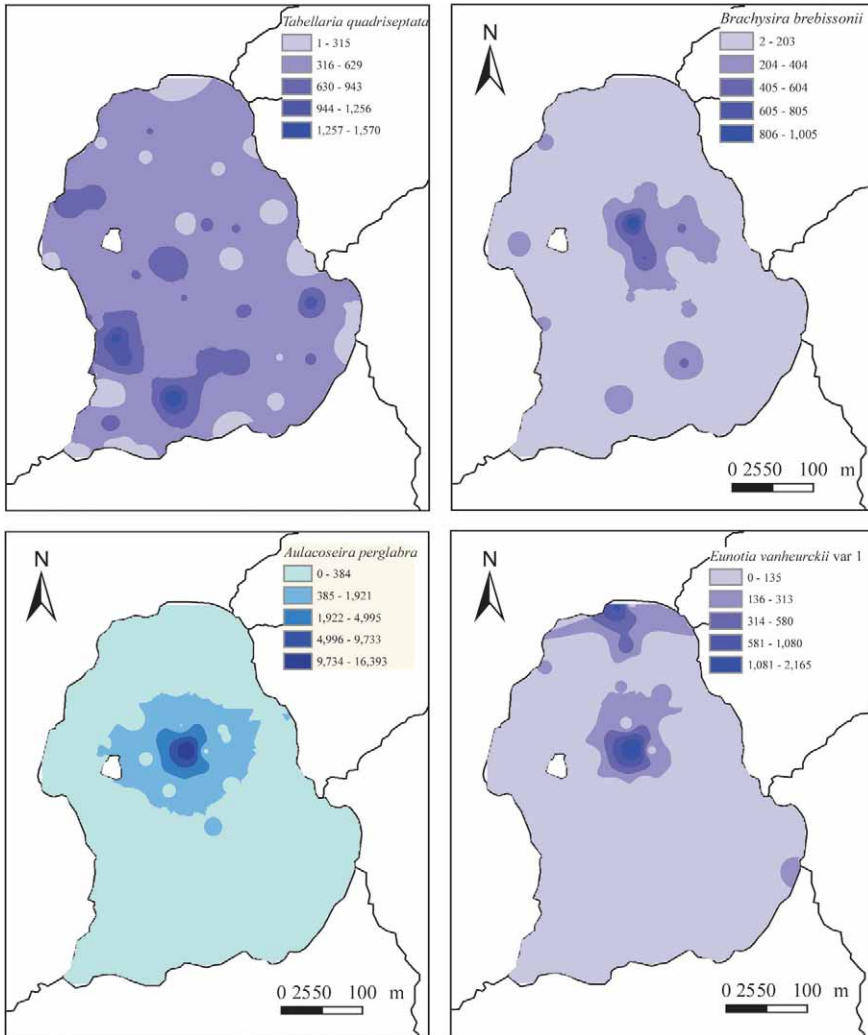 Tabellaria quadriseptata
1 - 315
316 - 629
630 - 943
944 - 1,256
1,257 - 1,570
N
Brachysira brebissonii
2 - 203
204 - 404
405 - 604
605 - 805
806 - 1,005
0 2550 100 m
N
Aulacoseira perglabra
0 - 384
385 - 1,921
1,922 - 4,995
4,996 - 9,733
9,734 - 16,393
0 2550 100 m
N
Eunotia vanheurckii var 1
0 - 135
136 - 313
314 - 580
581 - 1,080
1,081 - 2,165
0 2550 100 m